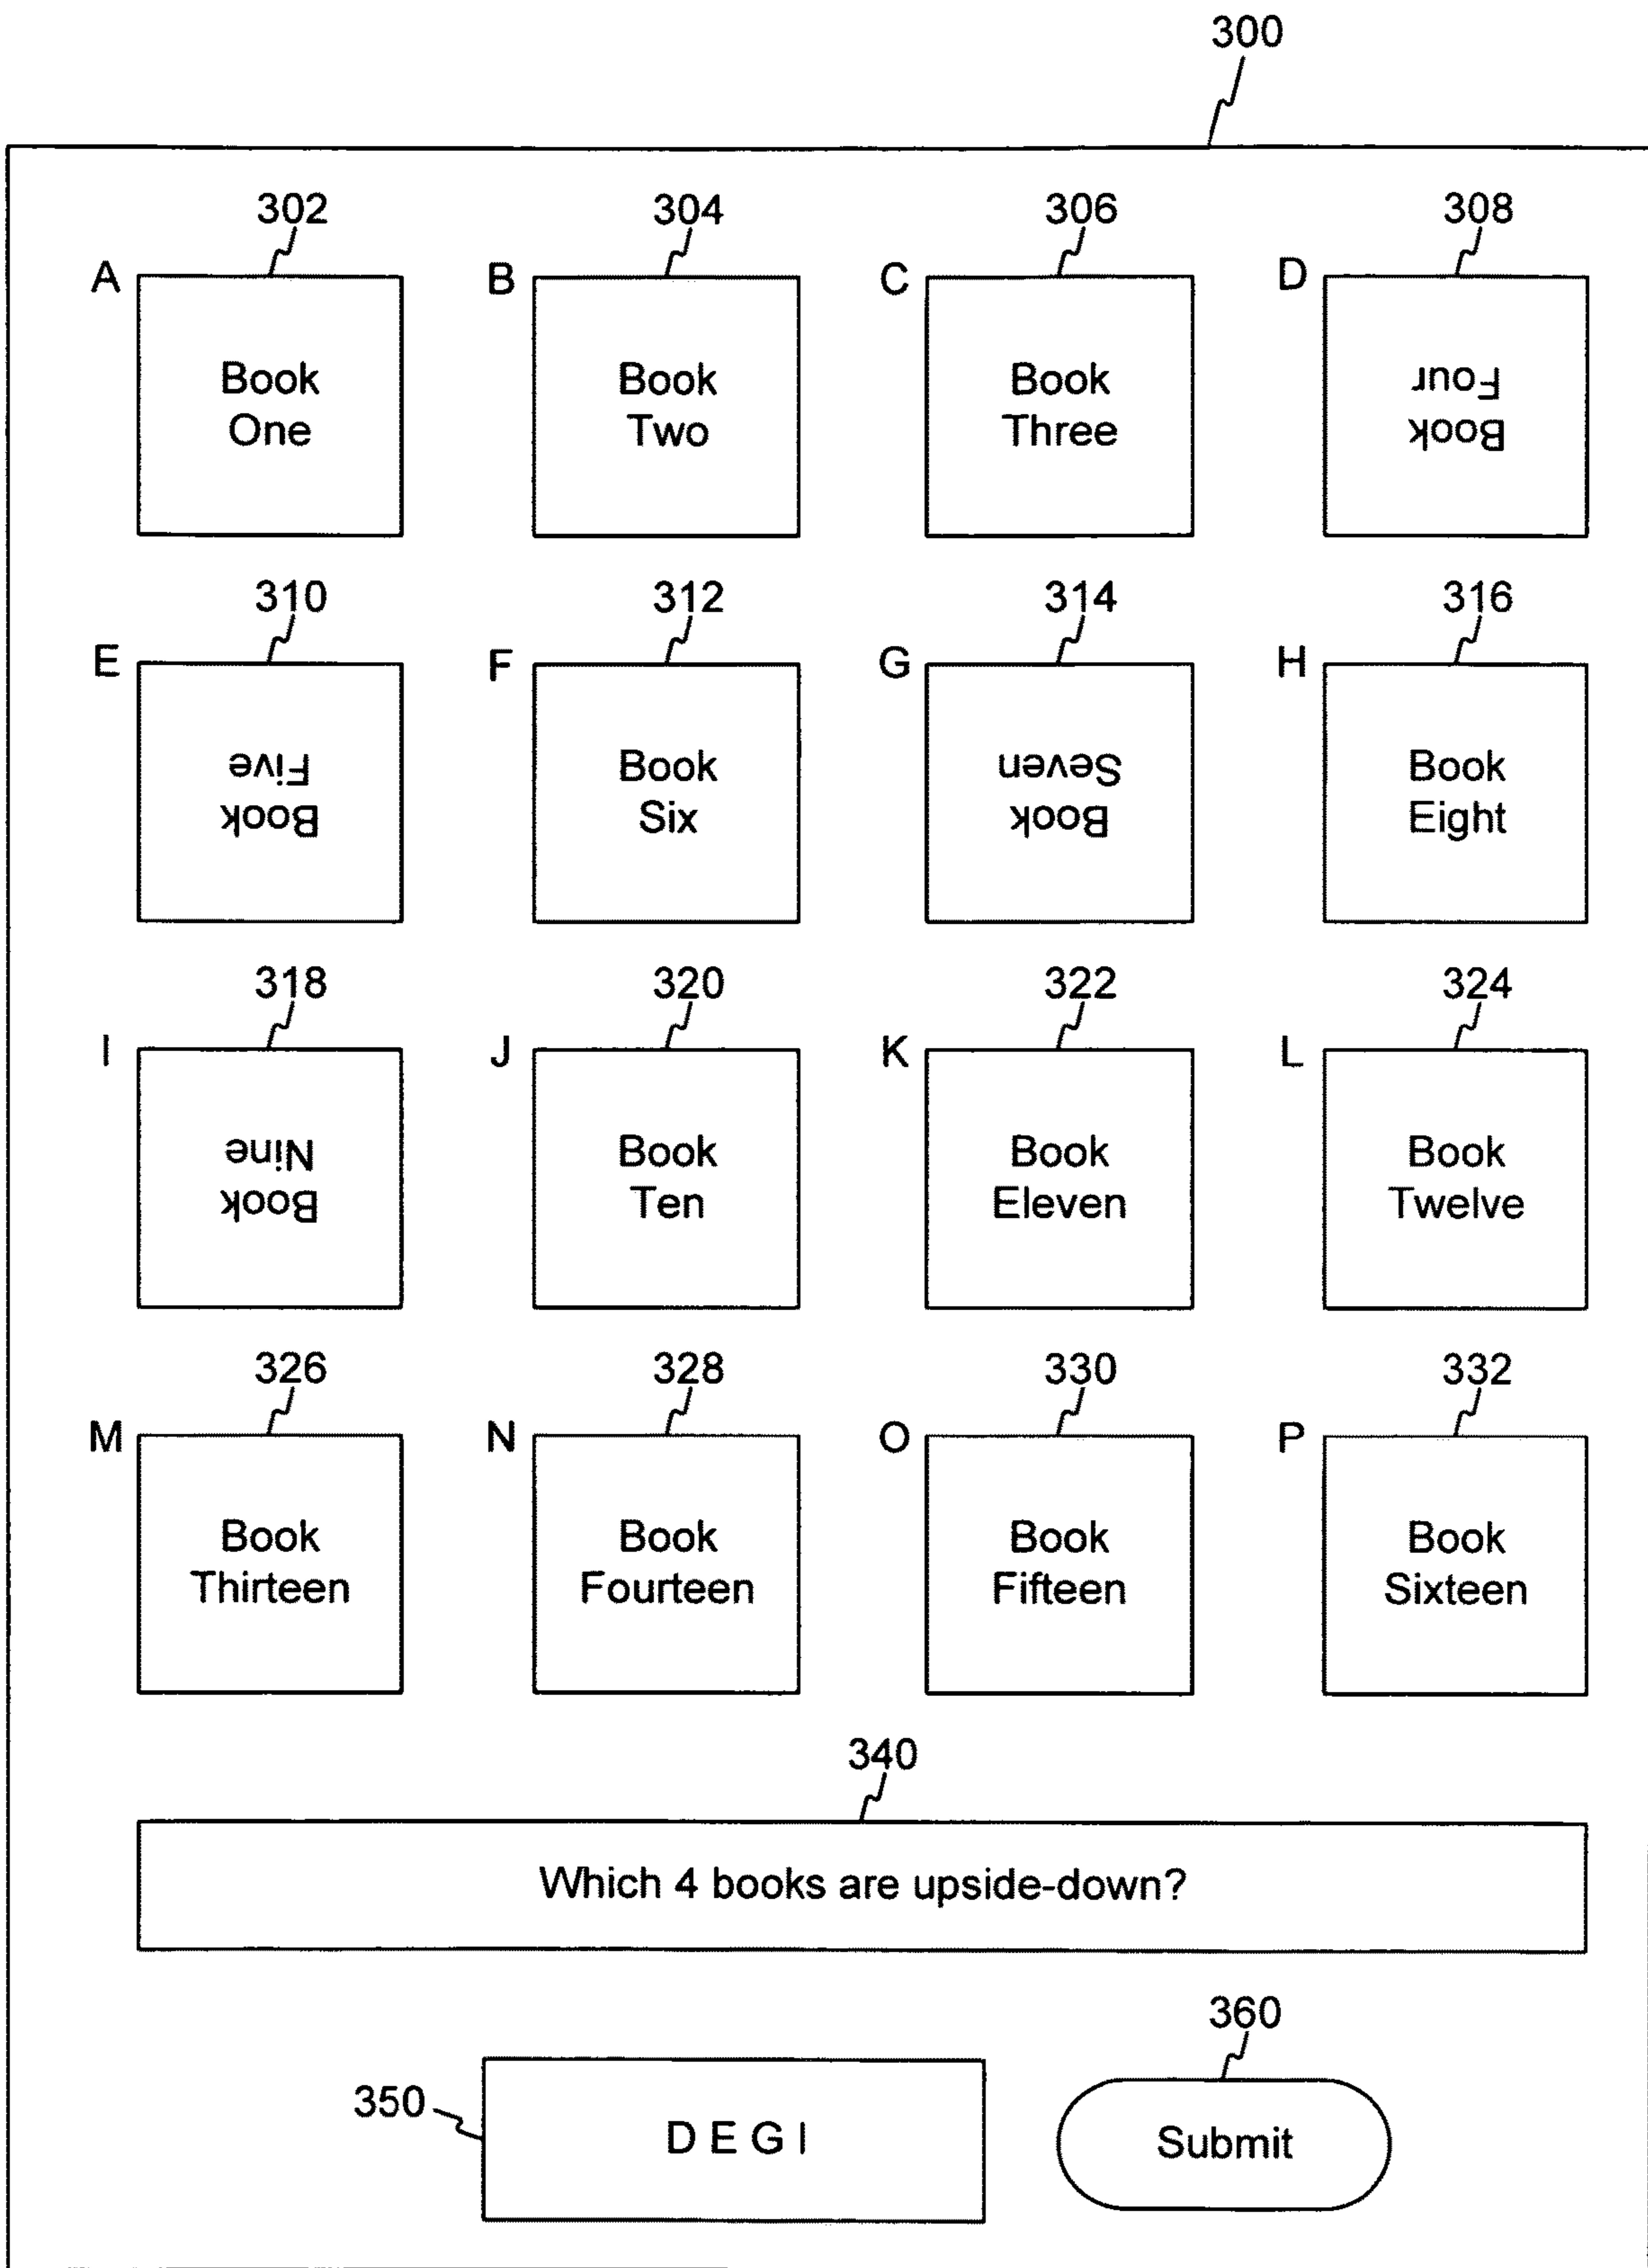 300
302 304 306 308
A B C D
Book Book Book Four
One Two Three Book
310 312 314 316
E F G H
Five Book Seven Book
Book Six Book Eight
318 320 322 324
I J K L
Nine Book Book Book
Book Ten Eleven Twelve
326 328 330 332
M N O P
Book Book Book Book
Thirteen Fourteen Fifteen Sixteen
340
Which 4 books are upside-down?
360
350 D E G I Submit